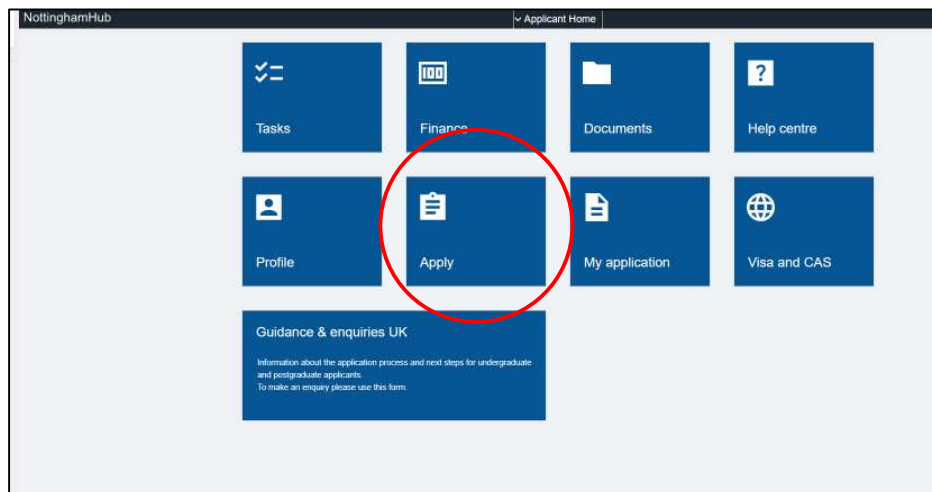 NottinghamHub
Applicant Home
Tasks
Finance
Documents
Help centre
Profile
Apply
My application
Visa and CAS
Guidance & enquiries UK
Information about the application process and next steps for undergraduate
and postgraduate applicants.
To make an enquiry please use this form.